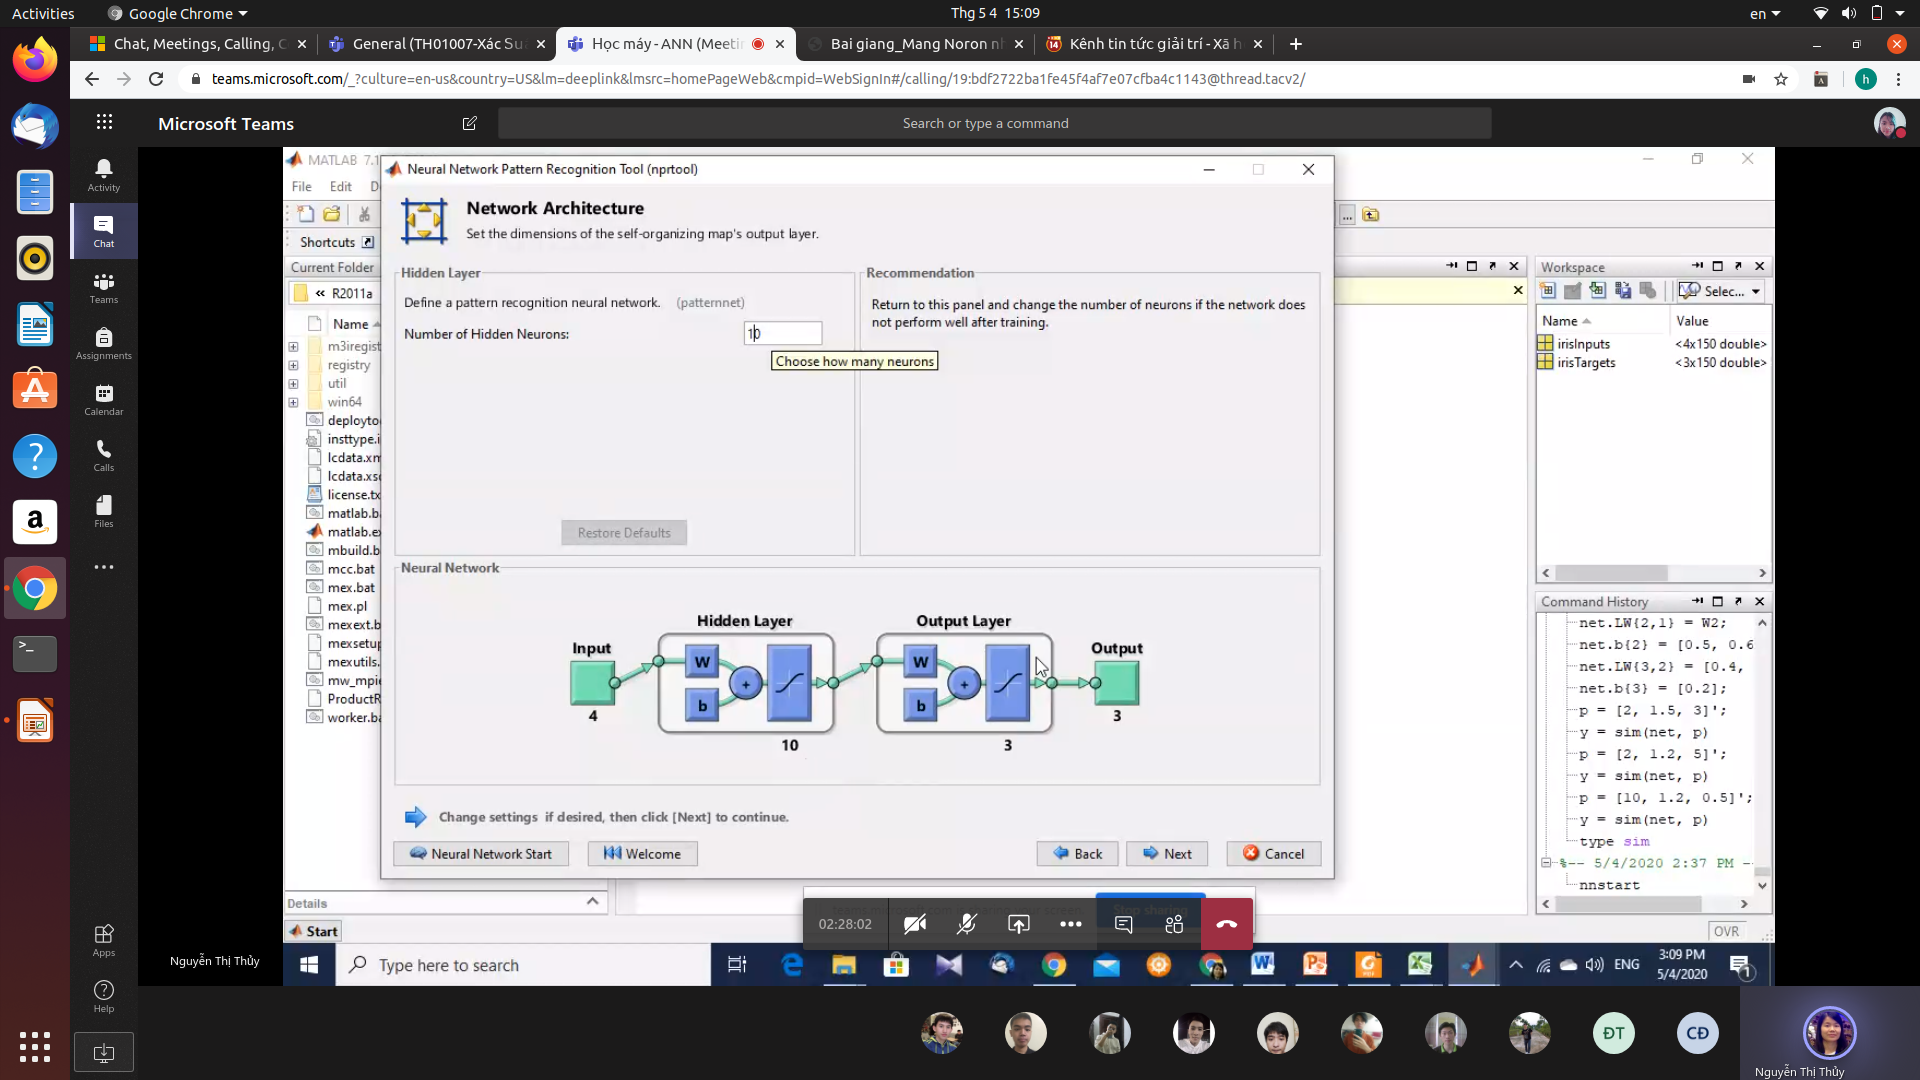 Activities
Google Chrome
Thg 5 4 15:09
en
Chat, Meetings, Calling, C
General (TH01007-Xác Su
Học máy - ANN (Meeti
Bai giang_Mang Noron n
Kênh tin tức giải trí - Xã h
teams.microsoft.com/_?culture=en-us&country=US&lm=deeplink&lmsrc=homePageWeb&cmpid=WebSignIn#/calling/19:bdf2722ba1fe45f4af7e07cfba4c1143@thread.tacv2/
h
Microsoft Teams
Search or type a command
Activity
Chat
Teams
Assignments
Calendar
Calls
Files
Apps
Help
MATLAB 7.1
File Edit D
Shortcuts
Current Folder
« R2011a
Name
m3iregist
registry
util
win64
deployto
insttype.i
lcdata.xm
lcdata.xsd
license.tx
matlab.ba
matlab.ex
mbuild.b
mcc.bat
mex.bat
mex.pl
mexext.b
mexsetup
mexutils.
mw_mpie
ProductR
worker.ba
Details
Start
Neural Network Pattern Recognition Tool (nprtool)
Network Architecture
Set the dimensions of the self-organizing map's output layer.
Hidden Layer
Define a pattern recognition neural network. (patternnet)
Number of Hidden Neurons: 10
Choose how many neurons
Restore Defaults
Recommendation
Return to this panel and change the number of neurons if the network does
not perform well after training.
Neural Network
Hidden Layer
Output Layer
Input
Output
W
b
+
W
b
+
4
10
3
3
Change settings if desired, then click [Next] to continue.
Neural Network Start
Welcome
Back
Next
Cancel
Workspace
Selec...
Name Value
irisInputs <4x150 double>
irisTargets <3x150 double>
Command History
net.LW{2,1} = W2;
net.b{2} = [0.5, 0.6
net.LW{3,2} = [0.4,
net.b{3} = [0.2];
p = [2, 1.5, 3]';
y = sim(net, p)
p = [2, 1.2, 5]';
y = sim(net, p)
p = [10, 1.2, 0.5]';
y = sim(net, p)
type sim
%-- 5/4/2020 2:37 PM --
nnstart
OVR
02:28:02
Stop sharing
Nguyễn Thị Thủy
Type here to search
ENG
3:09 PM
5/4/2020
1
ĐT
CĐ
Nguyễn Thị Thủy